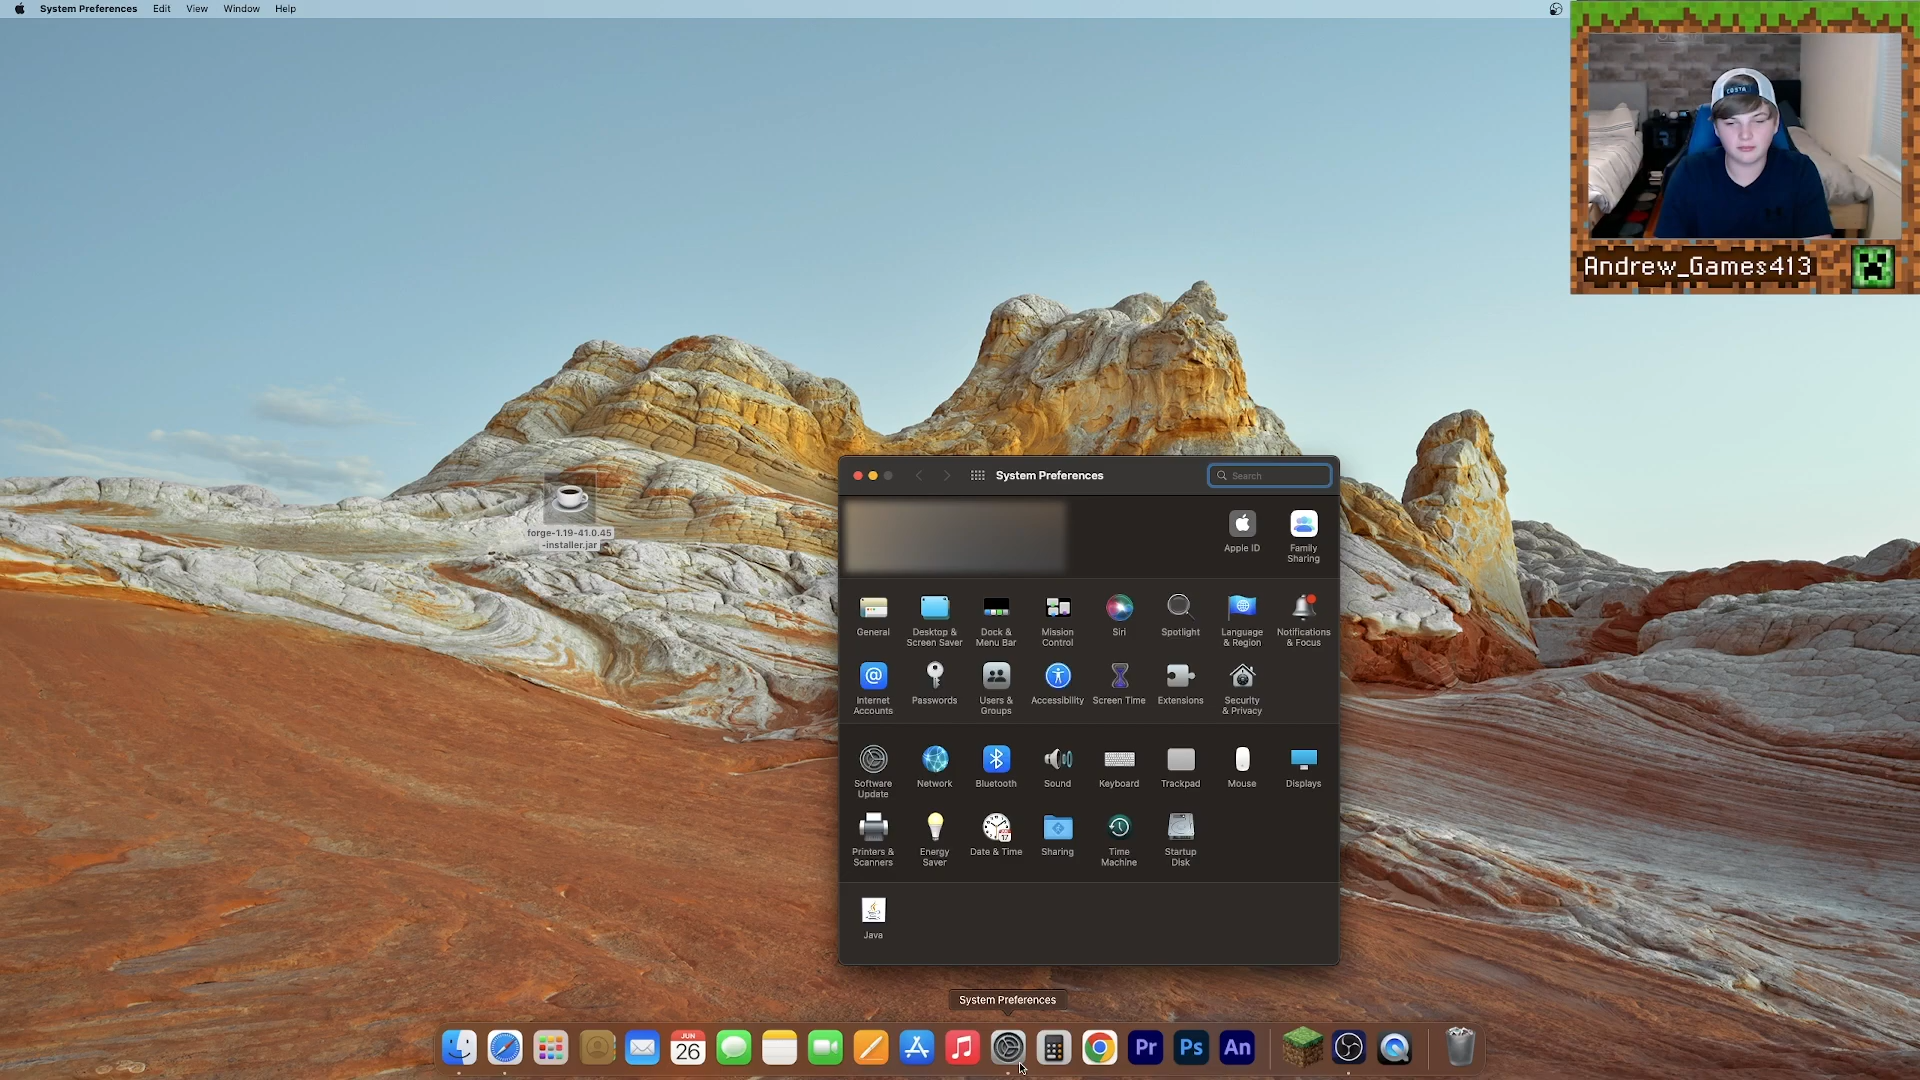 System Preferences Edit View Window Help
COSTA
Andrew_Games413
System Preferences
Search
Apple ID
Family
Sharing
forge-1.19-41.0.45
-installer.jar
General
Desktop &
Screen Saver
Dock &
Menu Bar
Mission
Control
Siri
Spotlight
Language
& Region
Notifications
& Focus
Internet
Accounts
Passwords
Users &
Groups
Accessibility
Screen Time
Extensions
Security
& Privacy
Software
Update
Network
Bluetooth
Sound
Keyboard
Trackpad
Mouse
Displays
Printers &
Scanners
Energy
Saver
Date & Time
Sharing
Time
Machine
Startup
Disk
Java
System Preferences
JUN
26
Pr
Ps
An